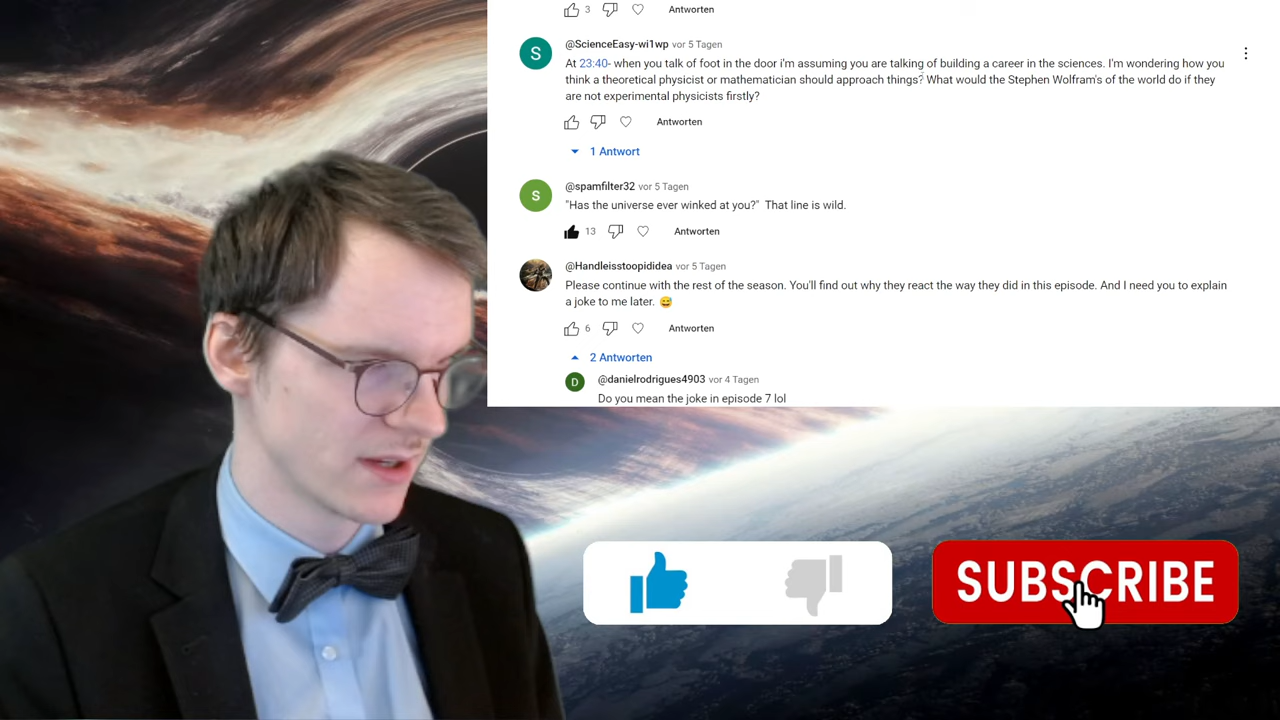 3 Antworten
S @ScienceEasy-wi1wp vor 5 Tagen
At 23:40- when you talk of foot in the door i'm assuming you are talking of building a career in the sciences. I'm wondering how you
think a theoretical physicist or mathematician should approach things? What would the Stephen Wolfram's of the world do if they
are not experimental physicists firstly?
Antworten
1 Antwort
S @spamfilter32 vor 5 Tagen
"Has the universe ever winked at you?" That line is wild.
13 Antworten
@Handleisstoopididea vor 5 Tagen
Please continue with the rest of the season. You'll find out why they react the way they did in this episode. And I need you to explain
a joke to me later. 😅
6 Antworten
2 Antworten
D @danielrodrigues4903 vor 4 Tagen
Do you mean the joke in episode 7 lol
SUBSCRIBE